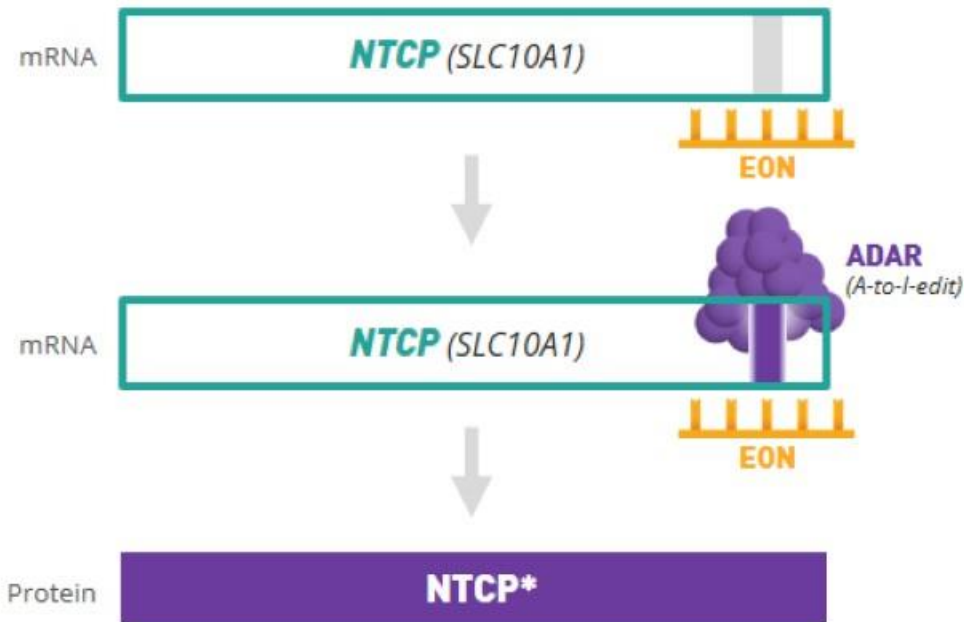 mRNA
NTCP (SLC10A1)
EON
ADAR
(A-to-I-edit)
mRNA
NTCP (SLC10A1)
EON
Protein
NTCP*